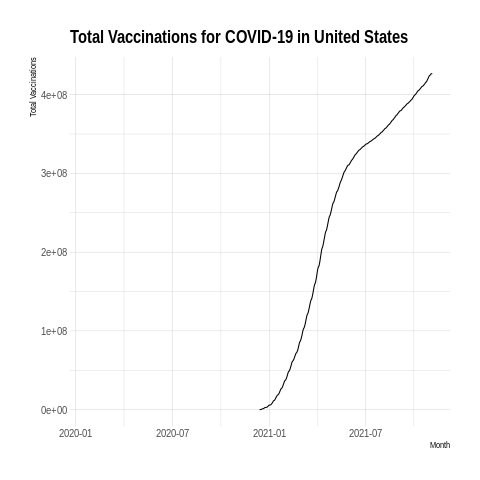 Total Vaccinations for COVID-19 in United States
Total Vaccinations
4e+08
3e+08
2e+08
1e+08
0e+00
2020-01 2020-07 2021-01 2021-07
Month